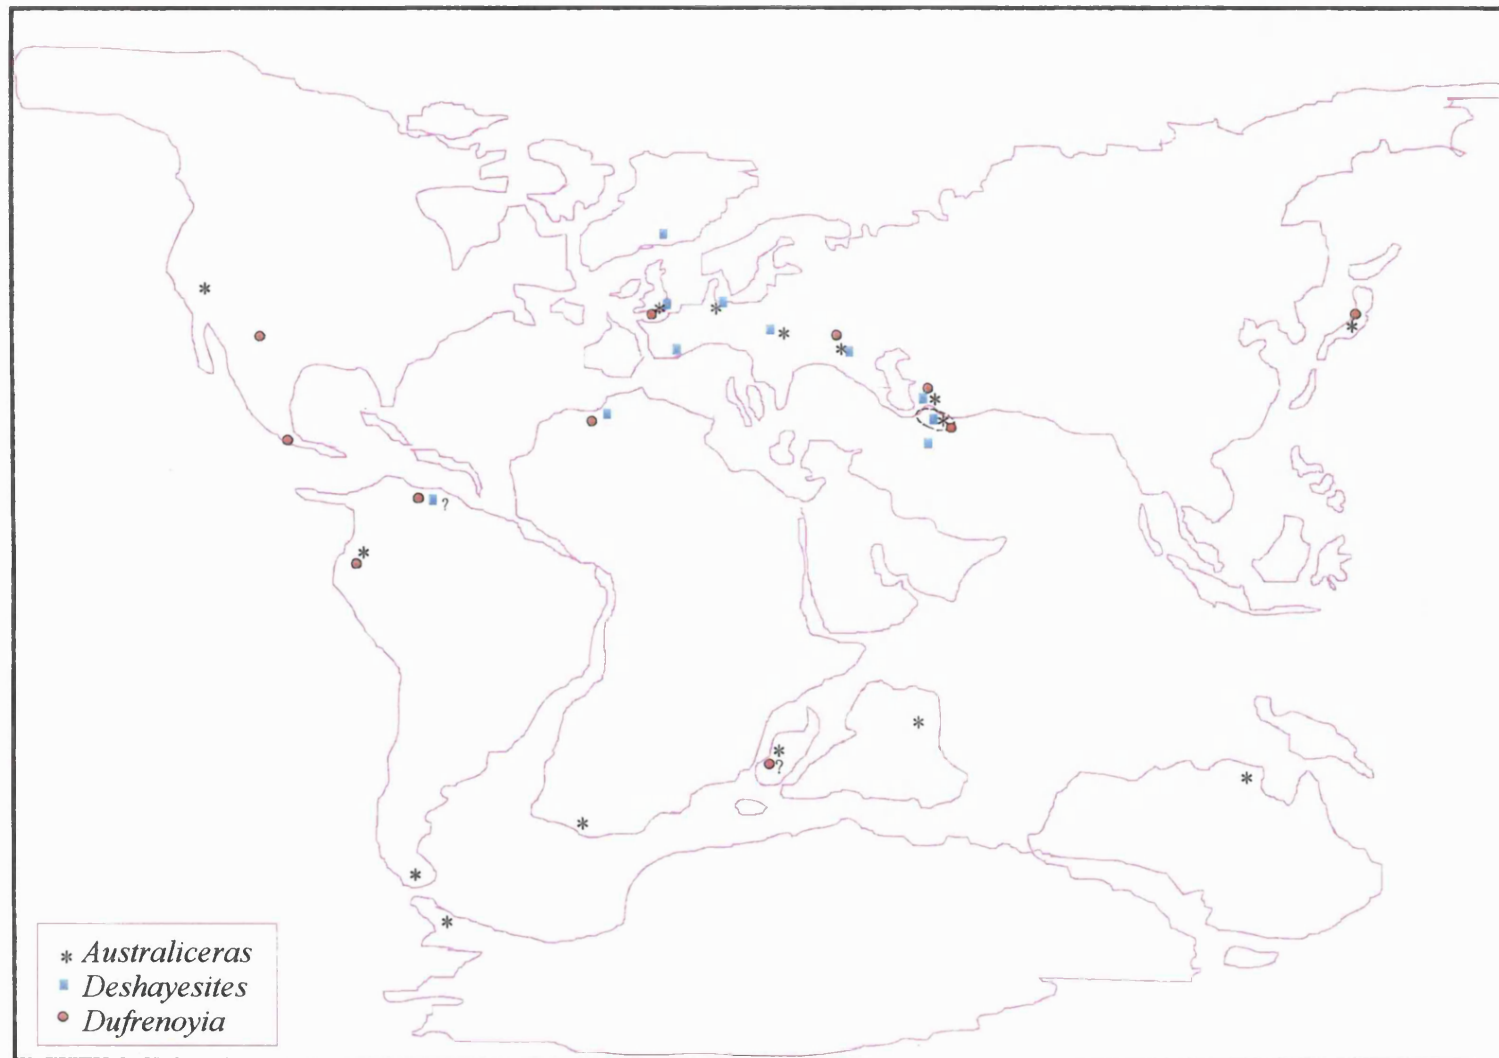 ?
?
* Australiceras
Deshayesites
Dufrenoyia